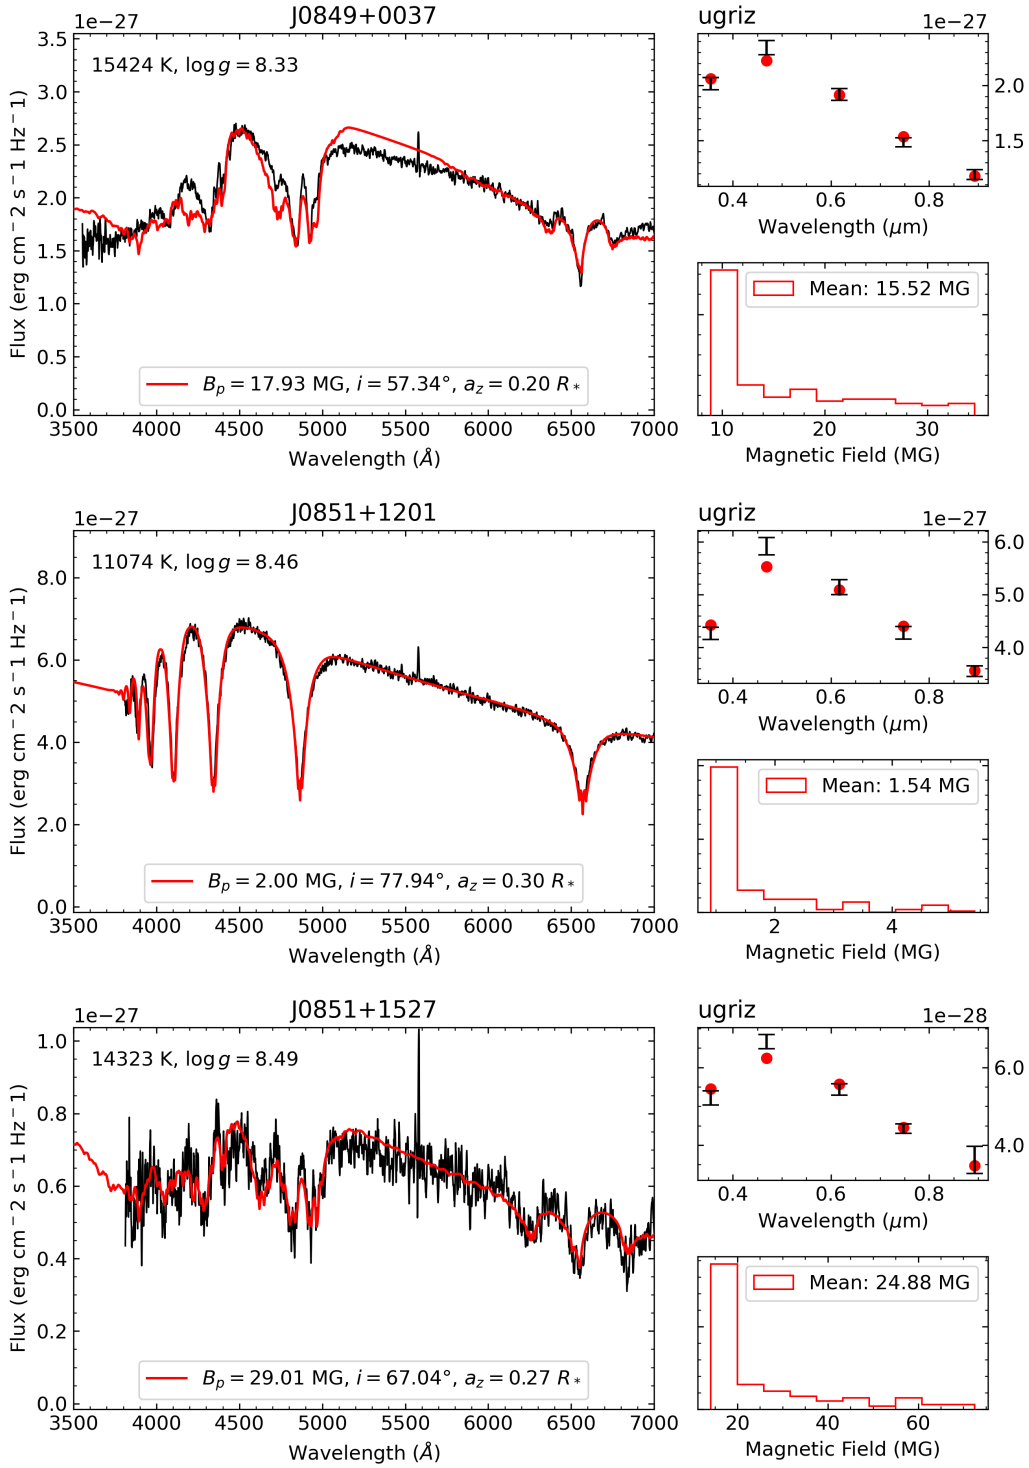 J0849+0037
1e−27
15424 K, log g = 8.33
3.5
3.0
2.5
2.0
1.5
1.0
0.5
0.0
Flux (erg cm−2 s−1 Hz−1)
B_p = 17.93 MG, i = 57.34°, a_z = 0.20 R_*
3500 4000 4500 5000 5500 6000 6500 7000
Wavelength (Å)
ugriz
1e−27
2.0
1.5
0.4 0.6 0.8
Wavelength (μm)
Mean: 15.52 MG
10 20 30
Magnetic Field (MG)
J0851+1201
1e−27
11074 K, log g = 8.46
8.0
6.0
4.0
2.0
0.0
Flux (erg cm−2 s−1 Hz−1)
B_p = 2.00 MG, i = 77.94°, a_z = 0.30 R_*
3500 4000 4500 5000 5500 6000 6500 7000
Wavelength (Å)
ugriz
1e−27
6.0
5.0
4.0
0.4 0.6 0.8
Wavelength (μm)
Mean: 1.54 MG
2 4
Magnetic Field (MG)
J0851+1527
1e−27
14323 K, log g = 8.49
1.0
0.8
0.6
0.4
0.2
0.0
Flux (erg cm−2 s−1 Hz−1)
B_p = 29.01 MG, i = 67.04°, a_z = 0.27 R_*
3500 4000 4500 5000 5500 6000 6500 7000
Wavelength (Å)
ugriz
1e−28
6.0
4.0
0.4 0.6 0.8
Wavelength (μm)
Mean: 24.88 MG
20 40 60
Magnetic Field (MG)